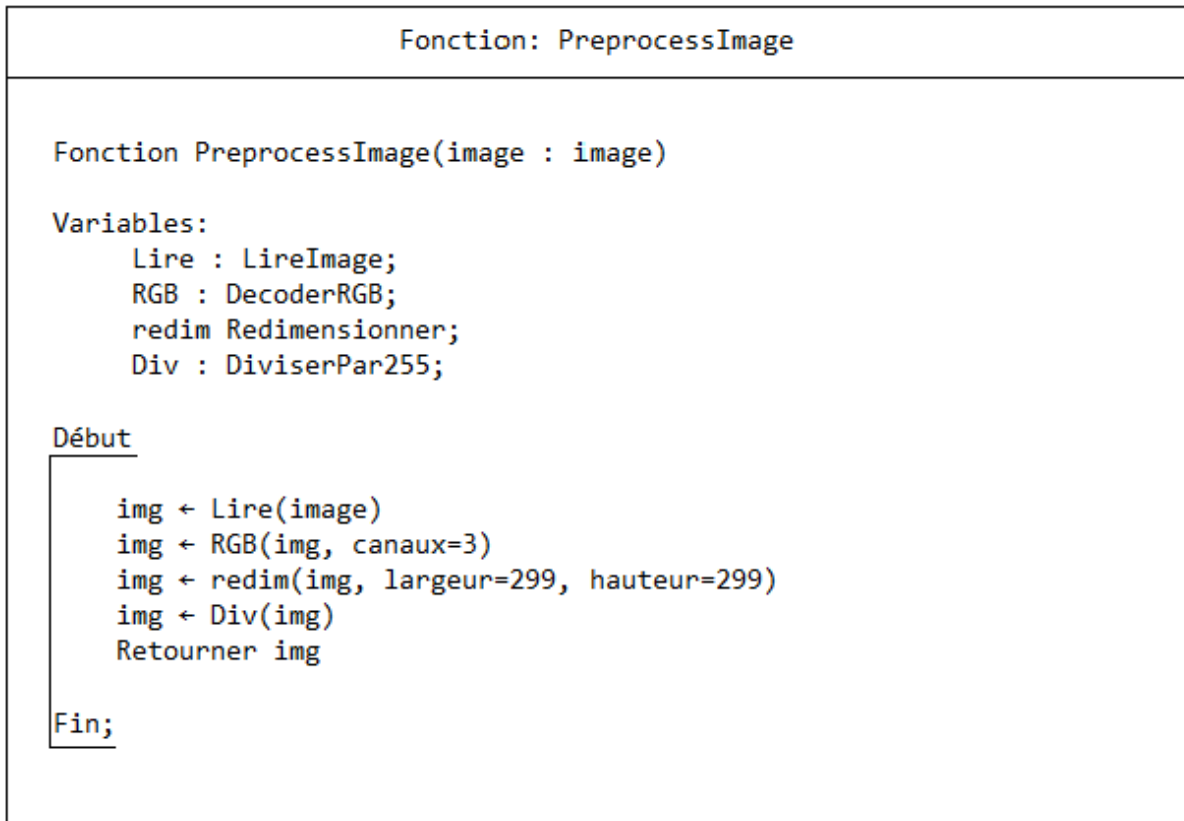 Fonction: PreprocessImage
Fonction PreprocessImage(image : image)
Variables:
Lire : LireImage;
RGB : DecoderRGB;
redim Redimensionner;
Div : DiviserPar255;
Début
img ← Lire(image)
img ← RGB(img, canaux=3)
img ← redim(img, largeur=299, hauteur=299)
img ← Div(img)
Retourner img
Fin;